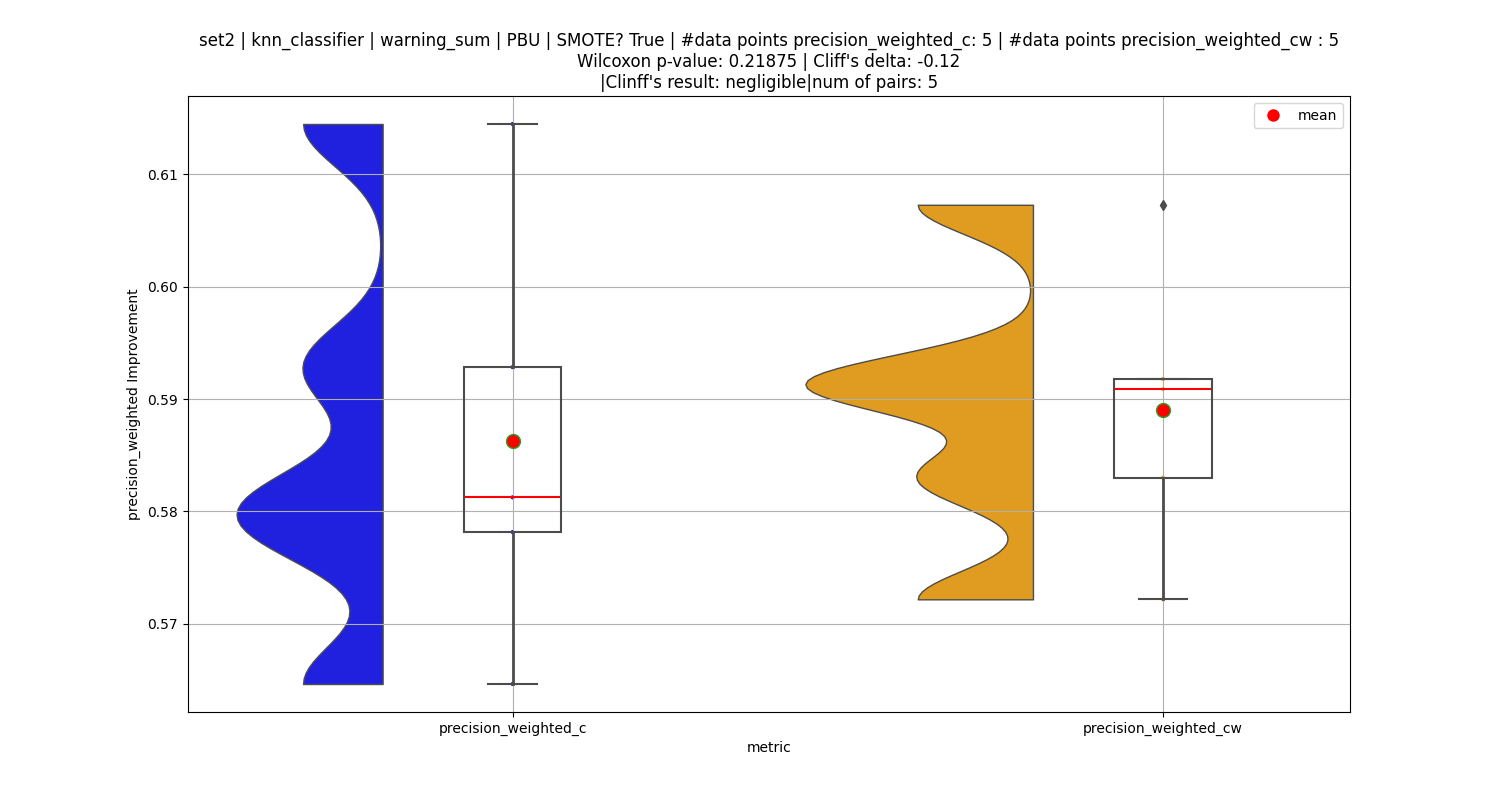 set2 | knn_classifier | warning_sum | PBU | SMOTE? True | #data points precision_weighted_c: 5 | #data points precision_weighted_cw : 5
Wilcoxon p-value: 0.21875 | Cliff's delta: -0.12
|Clinff's result: negligible|num of pairs: 5
mean
0.61
0.60
0.59
0.58
0.57
precision_weighted Improvement
precision_weighted_c
precision_weighted_cw
metric